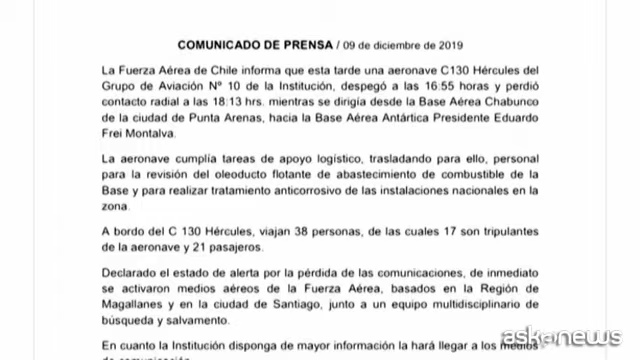 COMUNICADO DE PRENSA / 09 de diciembre de 2019
La Fuerza Aérea de Chile informa que esta tarde una aeronave C130 Hércules del
Grupo de Aviación Nº 10 de la Institución, despegó a las 16:55 horas y perdió
contacto radial a las 18:13 hrs. mientras se dirigía desde la Base Aérea Chabunco
de la ciudad de Punta Arenas, hacia la Base Aérea Antártica Presidente Eduardo
Frei Montalva.
La aeronave cumplía tareas de apoyo logístico, trasladando para ello, personal
para la revisión del oleoducto flotante de abastecimiento de combustible de la
Base y para realizar tratamiento anticorrosivo de las instalaciones nacionales en la
zona.
A bordo del C 130 Hércules, viajan 38 personas, de las cuales 17 son tripulantes
de la aeronave y 21 pasajeros.
Declarado el estado de alerta por la pérdida de las comunicaciones, de inmediato
se activaron medios aéreos de la Fuerza Aérea, basados en la Región de
Magallanes y en la ciudad de Santiago, junto a un equipo multidisciplinario de
búsqueda y salvamento.
En cuanto la Institución disponga de mayor información la hará llegar a los medios
askanews